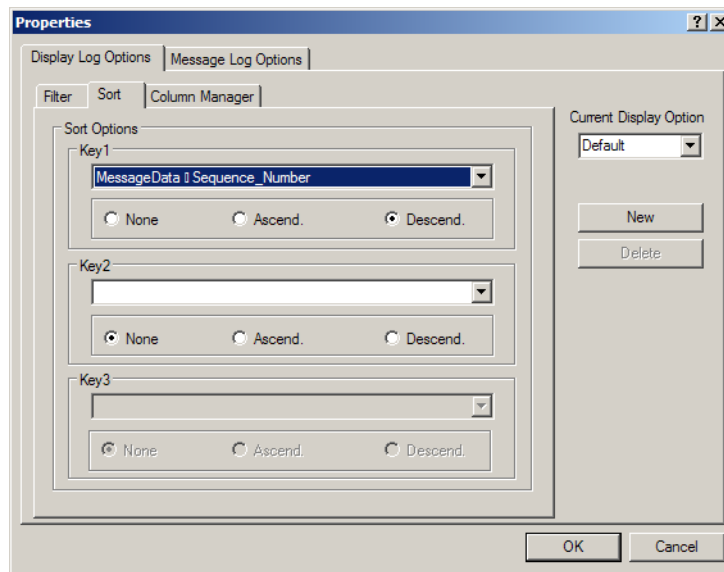 Properties
Display Log Options
Message Log Options
Filter
Sort
Column Manager
Sort Options
Key1
MessageData ▯ Sequence_Number
None
Ascend.
Descend.
Key2
None
Ascend.
Descend.
Key3
None
Ascend.
Descend.
Current Display Option
Default
New
Delete
OK
Cancel